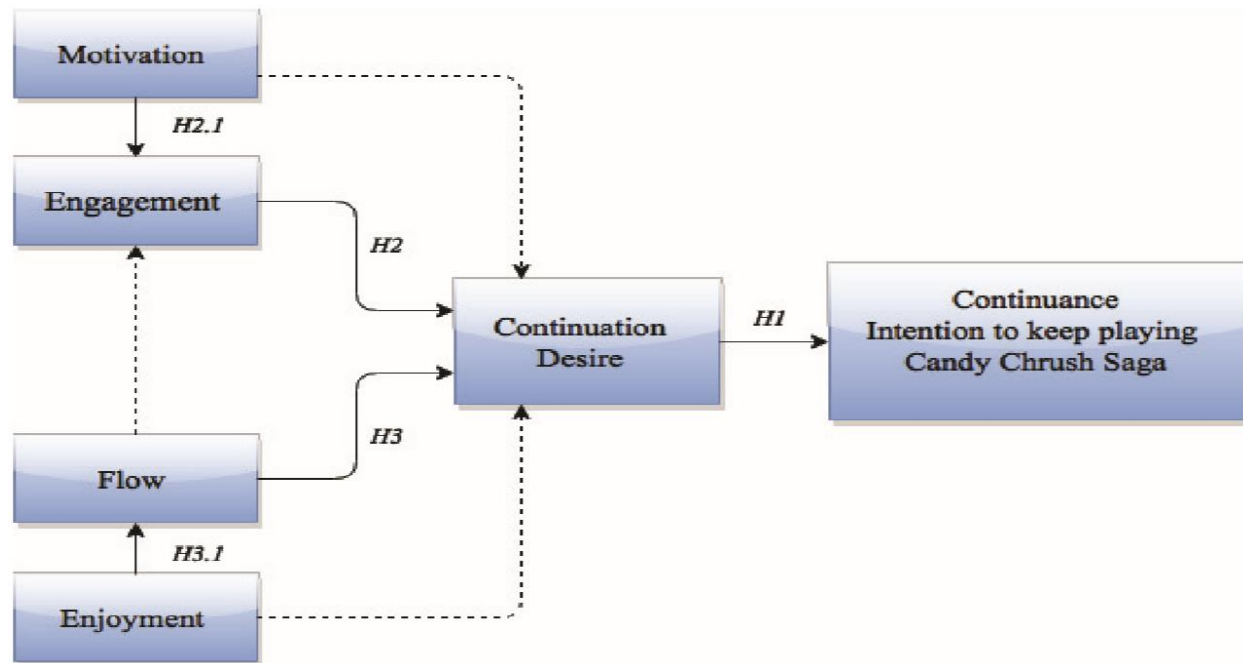 Motivation
H2.1
Engagement
H2
Continuation
Desire
H1
Continuance
Intention to keep playing
Candy Chrush Saga
H3
Flow
H3.1
Enjoyment